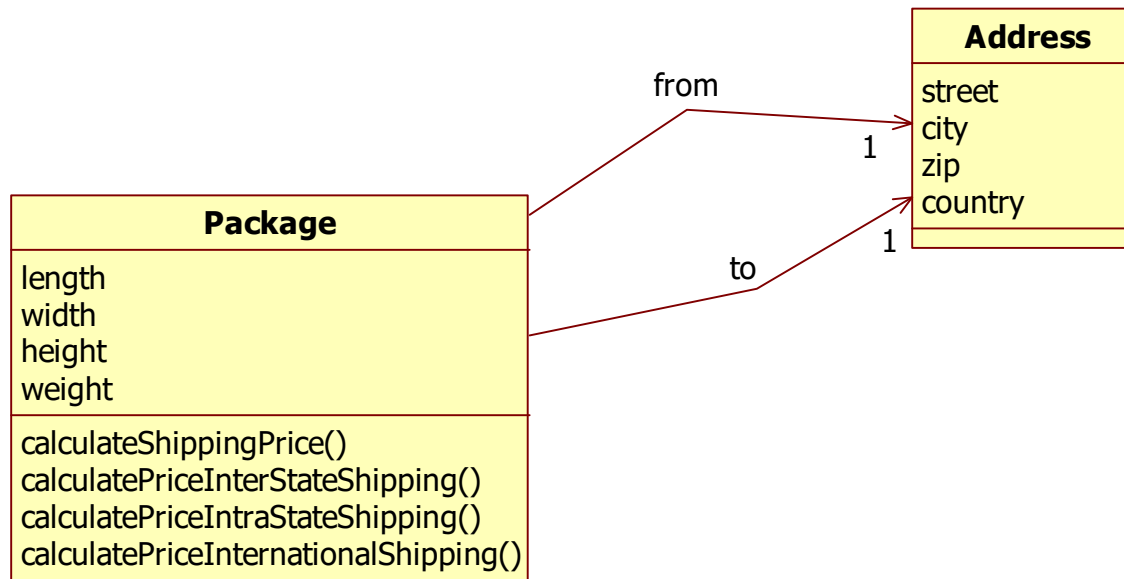 Address
street
city
zip
country
from
1
to
1
Package
length
width
height
weight
calculateShippingPrice()
calculatePriceInterStateShipping()
calculatePriceIntraStateShipping()
calculatePriceInternationalShipping()